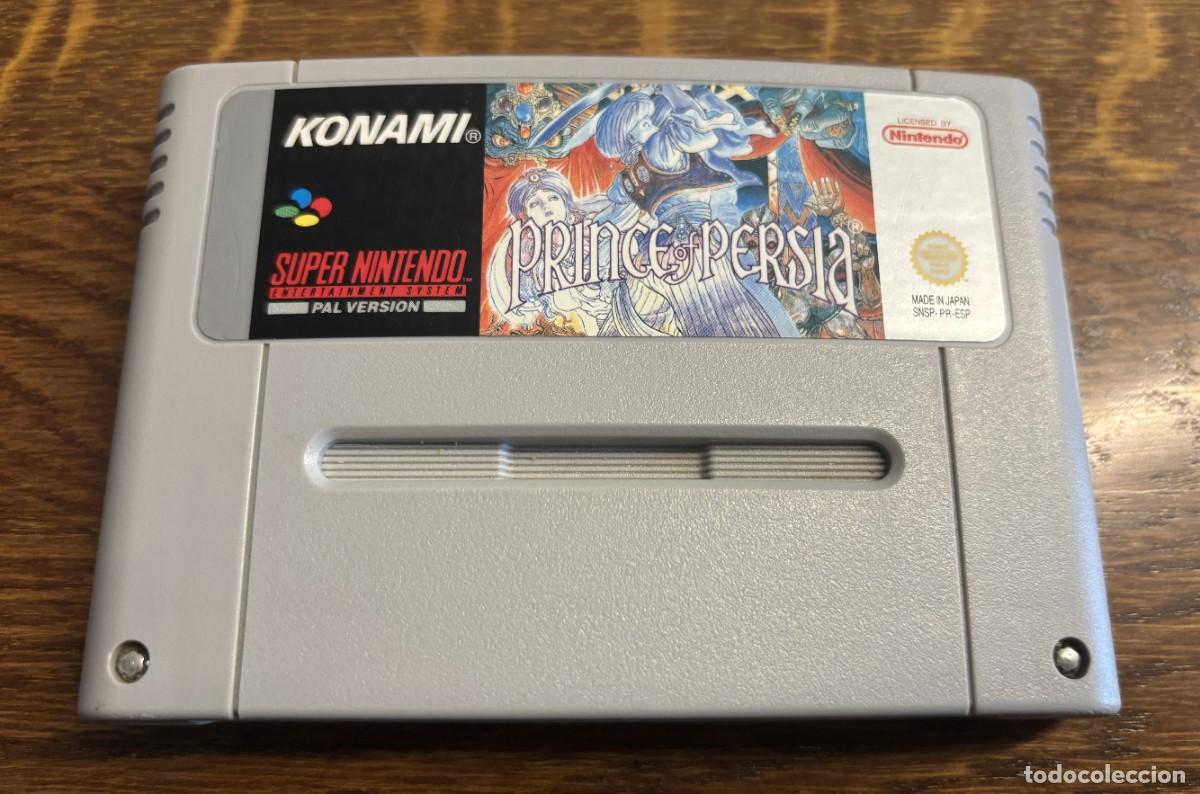 KONAMI®
SUPER NINTENDO™
ENTERTAINMENT SYSTEM
PAL VERSION
PRINCE of PERSIA®
LICENSED BY
Nintendo®
MADE IN JAPAN
SNSP-PR-ESP
todocoleccion